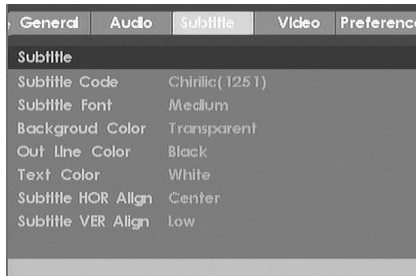 General Audio Subtitle Video Preferenc
Subtitle
Subtitle Code Chirilic(1251)
Subtitle Font Medium
Backgroud Color Transparent
Out Line Color Black
Text Color White
Subtitle HOR Align Center
Subtitle VER Align Low